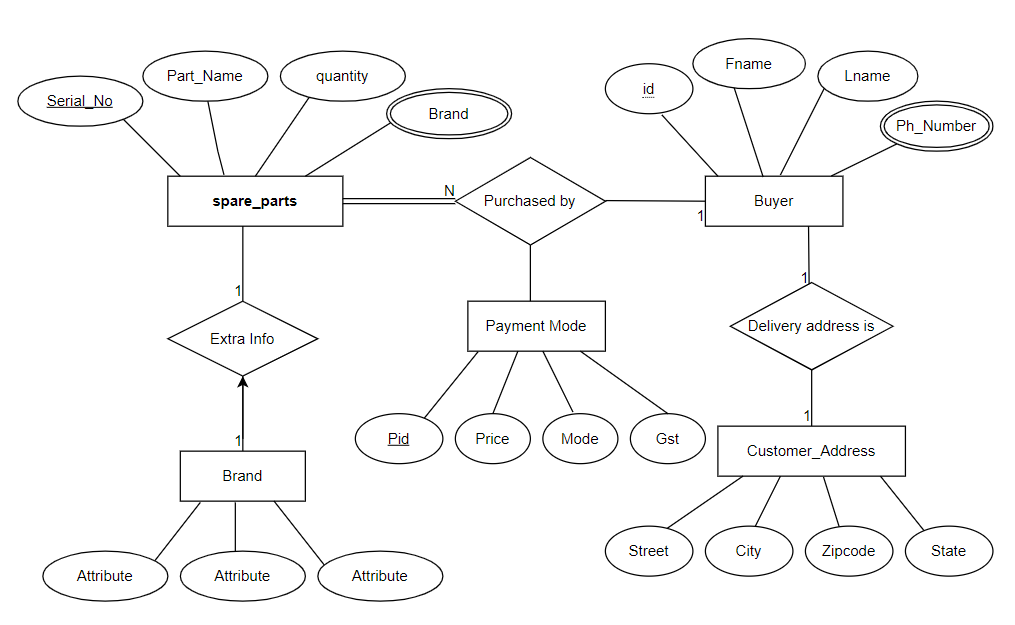 Part_Name
quantity
Fname
Lname
Serial_No
id
Brand
Ph_Number
spare_parts
N
Purchased by
1
Buyer
1
1
Extra Info
Payment Mode
Delivery address is
1
1
Pid
Price
Mode
Gst
Brand
Customer_Address
Street
City
Zipcode
State
Attribute
Attribute
Attribute